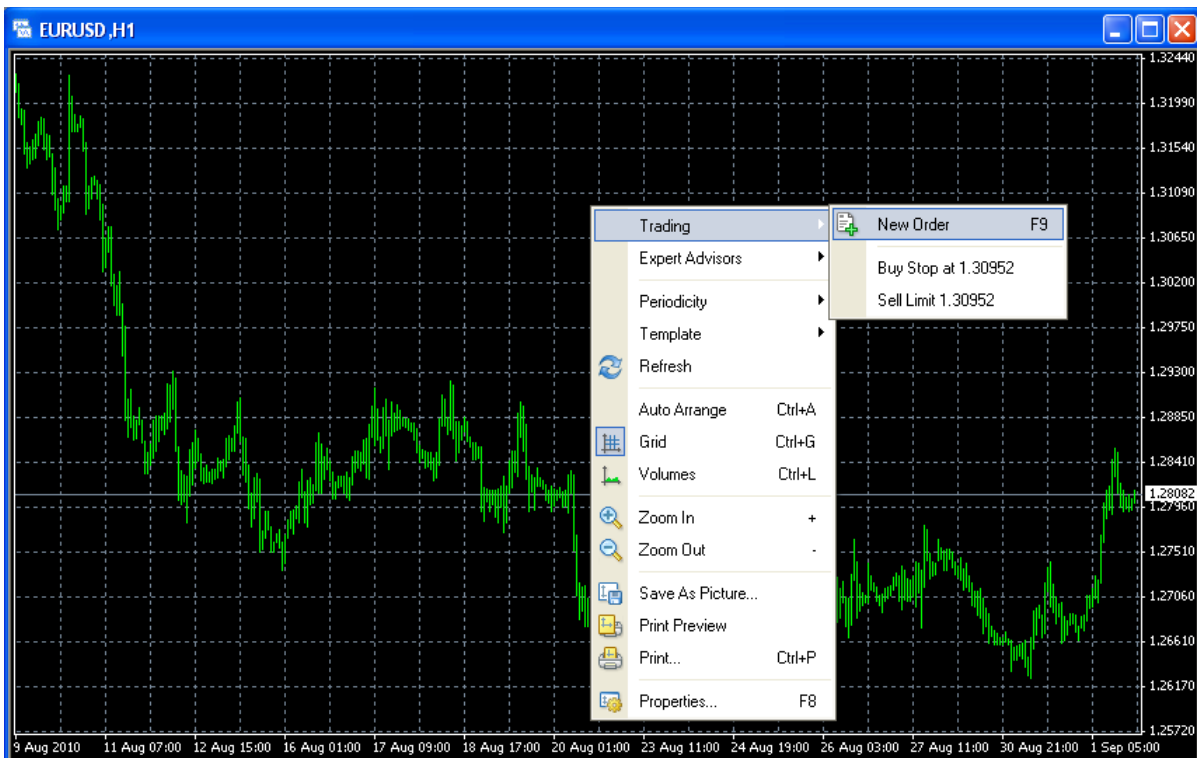 EURUSD,H1
1.32440
1.31990
1.31540
1.31090
1.30650
1.30200
1.29750
1.29300
1.28850
1.28410
1.28082
1.27960
1.27510
1.27060
1.26610
1.26170
1.25720
Trading
Expert Advisors
Periodicity
Template
Refresh
Auto Arrange Ctrl+A
Grid Ctrl+G
Volumes Ctrl+L
Zoom In +
Zoom Out -
Save As Picture...
Print Preview
Print... Ctrl+P
Properties... F8
New Order F9
Buy Stop at 1.30952
Sell Limit 1.30952
9 Aug 2010 11 Aug 07:00 12 Aug 15:00 16 Aug 01:00 17 Aug 09:00 18 Aug 17:00 20 Aug 01:00 23 Aug 11:00 24 Aug 19:00 26 Aug 03:00 27 Aug 11:00 30 Aug 21:00 1 Sep 05:00